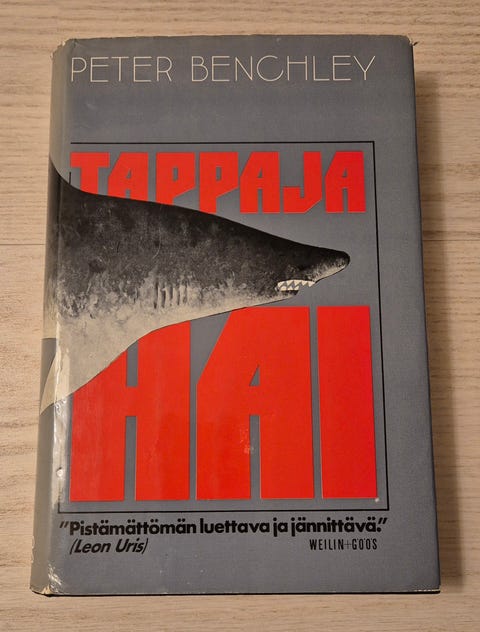 PETER BENCHLEY
TAPPAJA
HAI
"Pistämättömän luettava ja jännittävä."
(Leon Uris)
WEILIN+GÖÖS